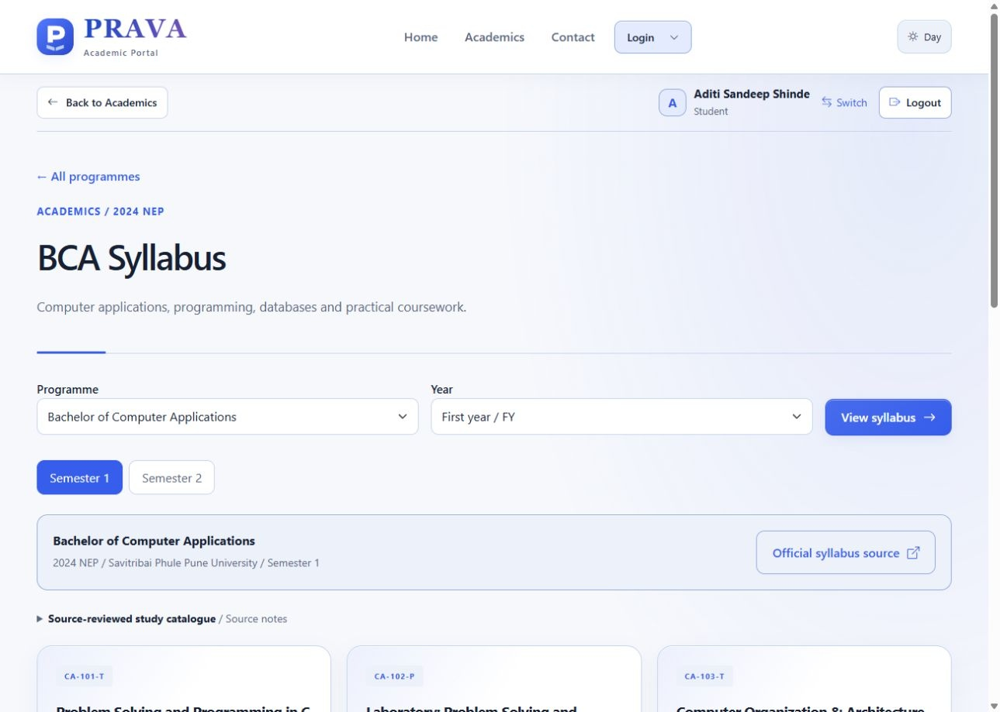 PRAVA
Academic Portal
Home
Academics
Contact
Login
Day
← Back to Academics
A
Aditi Sandeep Shinde
Student
Switch
Logout
← All programmes
ACADEMICS / 2024 NEP
BCA Syllabus
Computer applications, programming, databases and practical coursework.
Programme
Year
Bachelor of Computer Applications
First year / FY
View syllabus →
Semester 1
Semester 2
Bachelor of Computer Applications
2024 NEP / Savitribai Phule Pune University / Semester 1
Official syllabus source
Source-reviewed study catalogue / Source notes
CA-101-T
CA-102-P
CA-103-T
Problem Solving and Programming in C
Laboratory: Problem Solving and
Computer Organization & Architecture